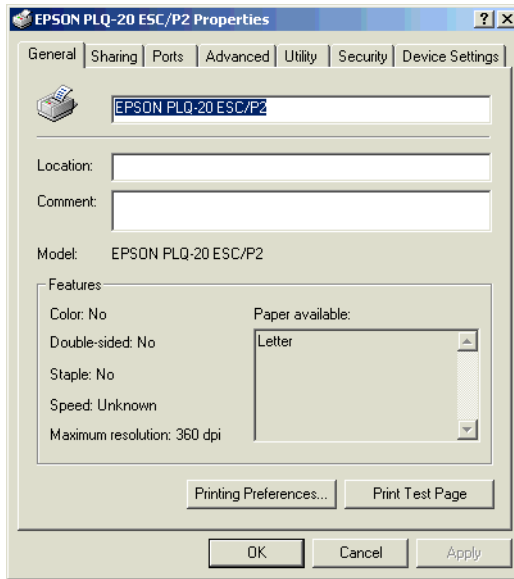 EPSON PLQ-20 ESC/P2 Properties
General Sharing Ports Advanced Utility Security Device Settings
EPSON PLQ-20 ESC/P2
Location:
Comment:
Model: EPSON PLQ-20 ESC/P2
Features
Color: No Paper available:
Double-sided: No Letter
Staple: No
Speed: Unknown
Maximum resolution: 360 dpi
Printing Preferences... Print Test Page
OK Cancel Apply